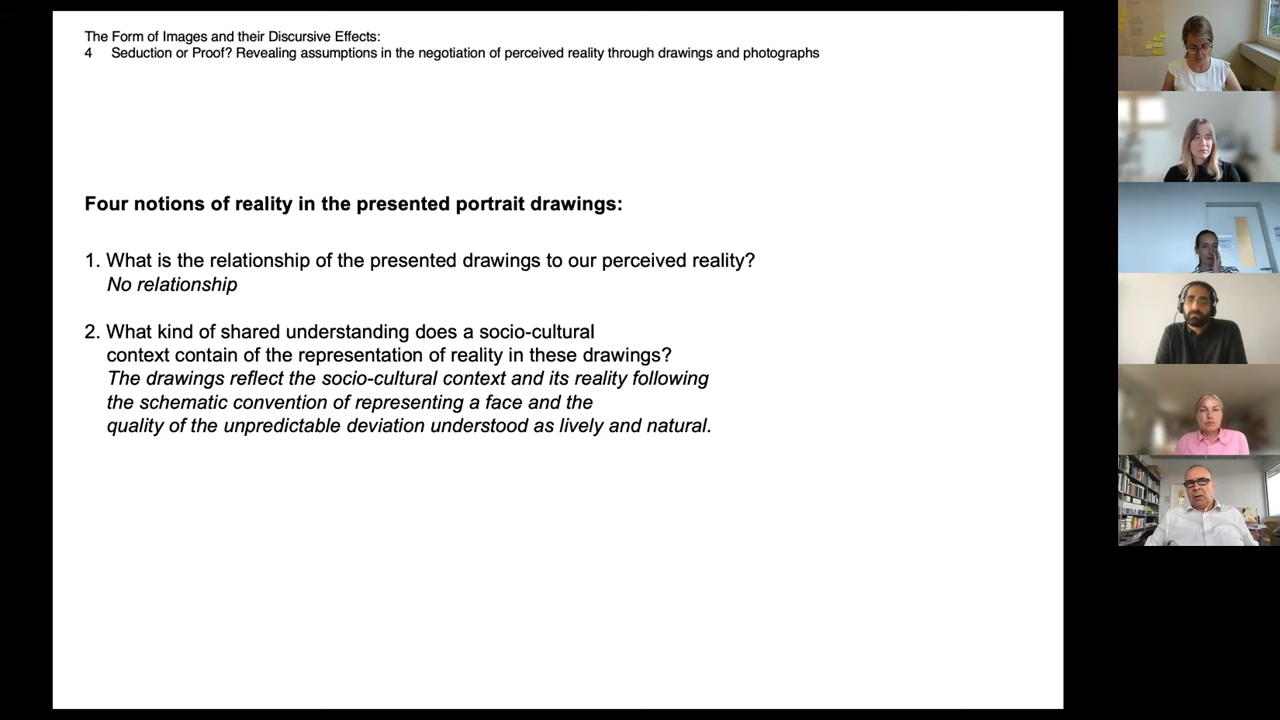 The Form of Images and their Discursive Effects:
4 Seduction or Proof? Revealing assumptions in the negotiation of perceived reality through drawings and photographs
Four notions of reality in the presented portrait drawings:
1. What is the relationship of the presented drawings to our perceived reality?
No relationship
2. What kind of shared understanding does a socio-cultural
context contain of the representation of reality in these drawings?
The drawings reflect the socio-cultural context and its reality following
the schematic convention of representing a face and the
quality of the unpredictable deviation understood as lively and natural.